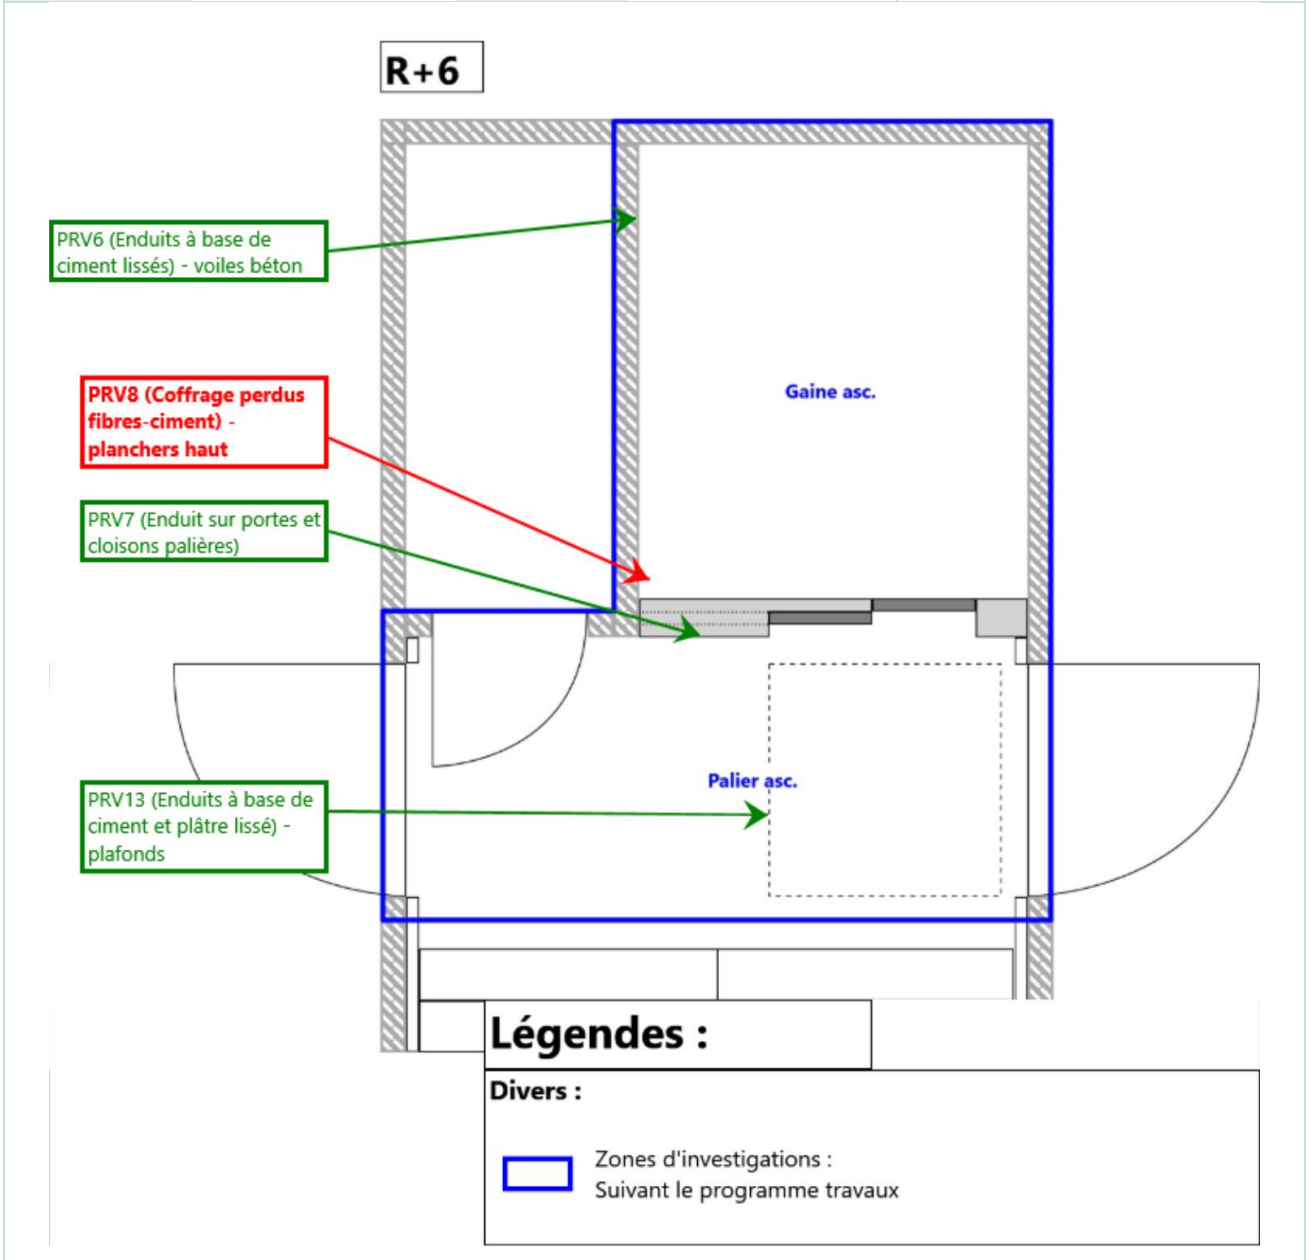 R+6
PRV6 (Enduits à base de
ciment lissés) - voiles béton
PRV8 (Coffrage perdus
fibres-ciment) -
planchers haut
Gaine asc.
PRV7 (Enduit sur portes et
cloisons palières)
Palier asc.
PRV13 (Enduits à base de
ciment et plâtre lissé) -
plafonds
Légendes :
Divers :
Zones d'investigations :
Suivant le programme travaux